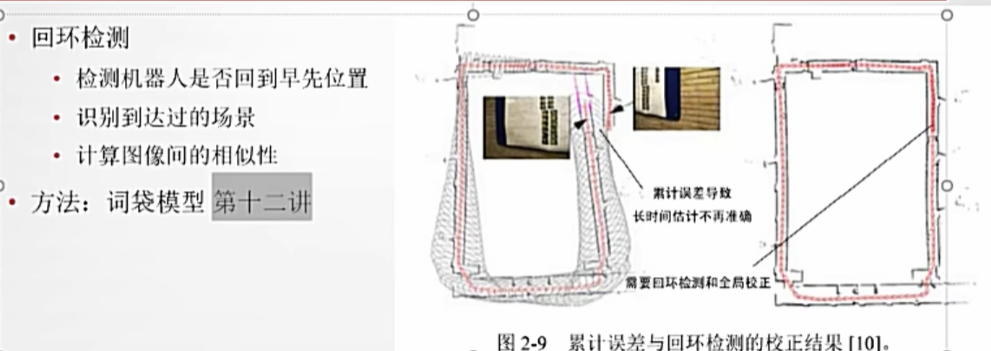 • 回环检测
• 检测机器人是否回到早先位置
• 识别到达过的场景
• 计算图像间的相似性
• 方法：词袋模型 第十二讲
累计误差导致
长时间估计不再准确
需要回环检测和全局校正
图 2-9 累计误差与回环检测的校正结果 [10]。